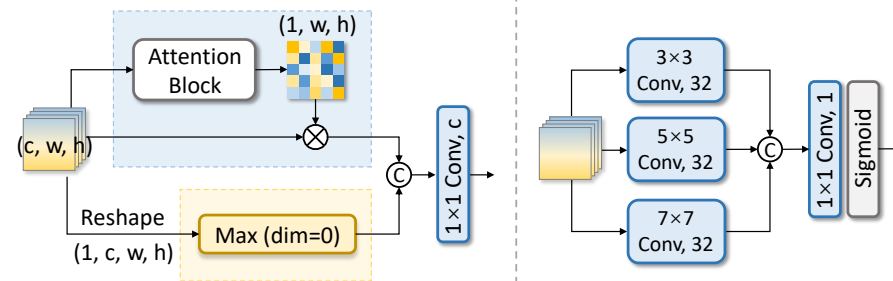 (1, w, h)
Attention
Block
(c, w, h)
C
1×1 Conv, c
Reshape
(1, c, w, h)
Max (dim=0)
3×3
Conv, 32
5×5
Conv, 32
7×7
Conv, 32
C
1×1 Conv, 1
Sigmoid